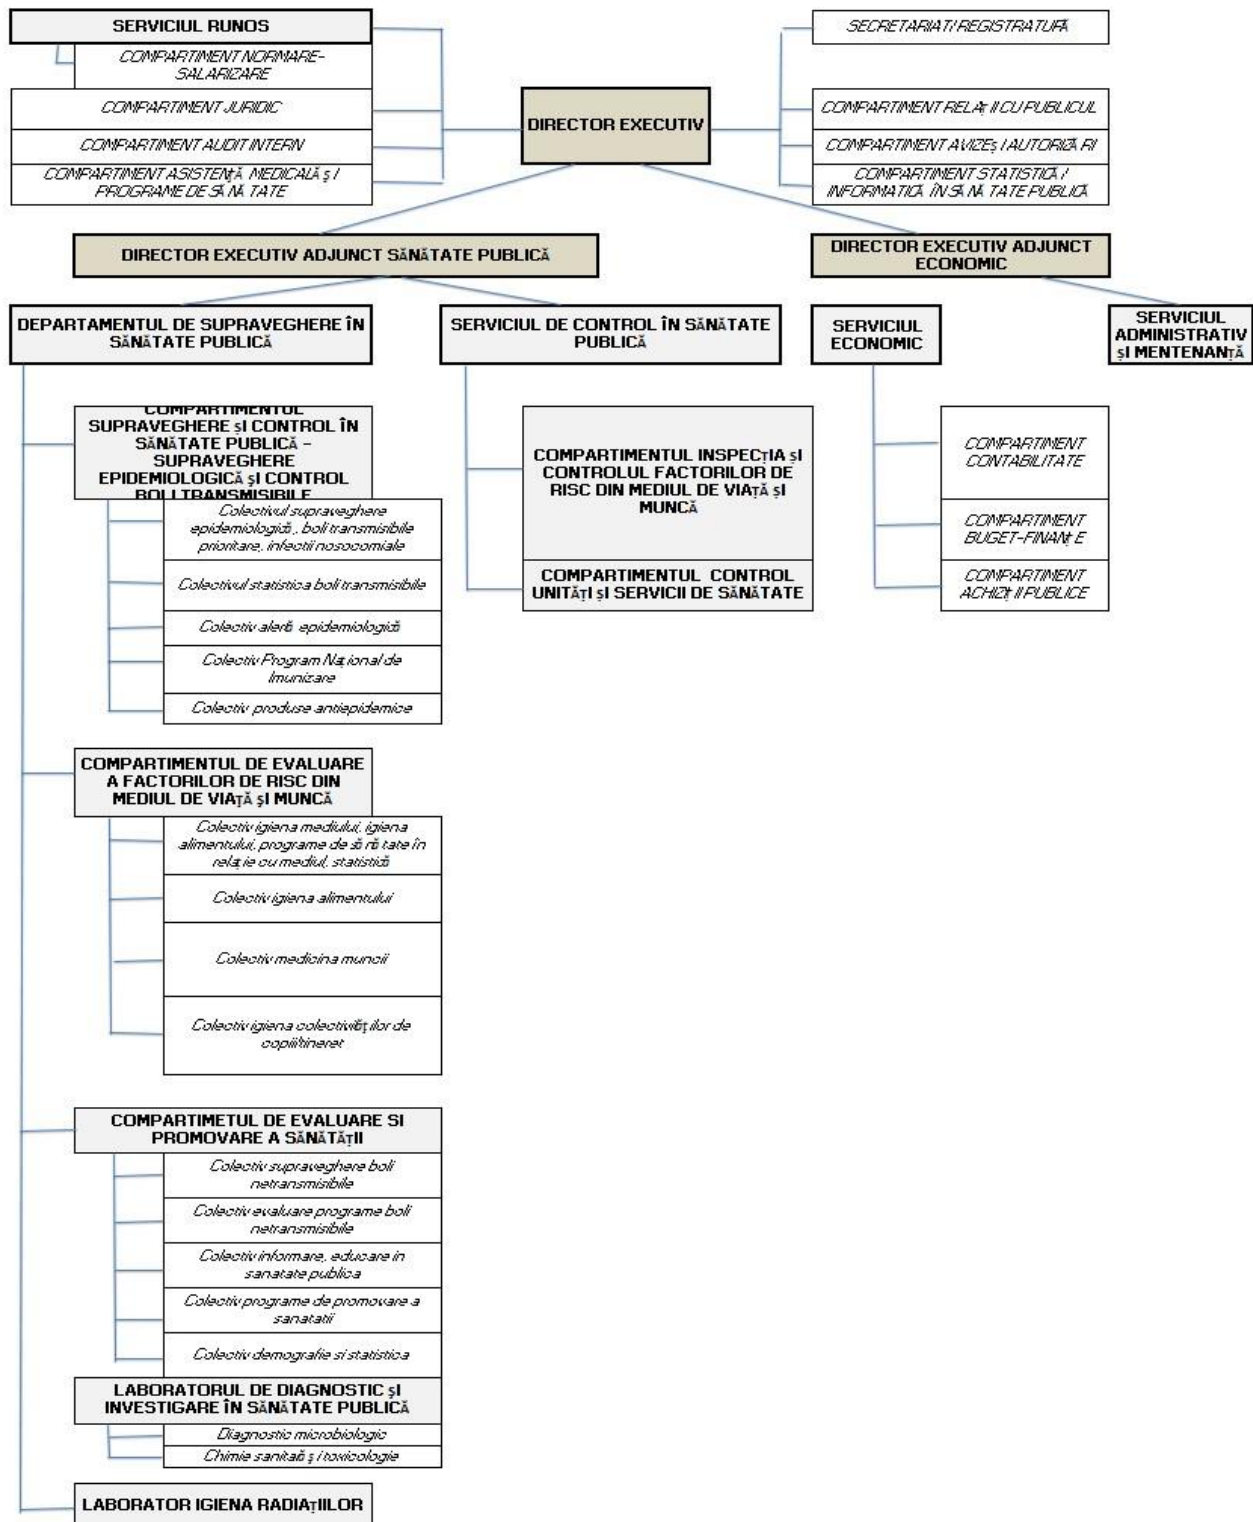 SERVICIUL RUNOS
COMPARTIMENT NORMARE-
SALARIZARE
COMPARTIMENT JURIDIC
COMPARTIMENT AUDIT INTERN
COMPARTIMENT ASISTENȚĂ MEDICALĂ ȘI
PROGRAME DE SĂNĂTATE
DIRECTOR EXECUTIV
SECRETARIAT/REGISTRATURĂ
COMPARTIMENT RELAȚII CU PUBLICUL
COMPARTIMENT AVIZE ȘI AUTORIZĂRI
COMPARTIMENT STATISTICĂ/
INFORMATICĂ ÎN SĂNĂTATE PUBLICĂ
DIRECTOR EXECUTIV ADJUNCT SĂNĂTATE PUBLICĂ
DIRECTOR EXECUTIV ADJUNCT
ECONOMIC
DEPARTAMENTUL DE SUPRAVEGHERE ÎN
SĂNĂTATE PUBLICĂ
SERVICIUL DE CONTROL ÎN SĂNĂTATE
PUBLICĂ
SERVICIUL
ECONOMIC
SERVICIUL
ADMINISTRATIV
ȘI MENTENANȚĂ
COMPARTIMENTUL
SUPRAVEGHERE ȘI CONTROL ÎN
SĂNĂTATE PUBLICĂ –
SUPRAVEGHERE
EPIDEMIOLOGICĂ ȘI CONTROL
BOLI TRANSMISIBILE
Colectivul supraveghere
epidemiologică, boli transmisibile
prioritare, infectii nosocomiale
Colectivul statistica boli transmisibile
Colectiv alertă epidemiologică
Colectiv Program Național de
Imunizare
Colectiv produse antiepidemice
COMPARTIMENTUL INSPECȚIA ȘI
CONTROLUL FACTORILOR DE
RISC DIN MEDIUL DE VIAȚĂ ȘI
MUNCĂ
COMPARTIMENTUL CONTROL
UNITĂȚI ȘI SERVICII DE SĂNĂTATE
COMPARTIMENT
CONTABILITATE
COMPARTIMENT
BUGET-FINANȚE
COMPARTIMENT
ACHIZIȚII PUBLICE
COMPARTIMENTUL DE EVALUARE
A FACTORILOR DE RISC DIN
MEDIUL DE VIAȚĂ ȘI MUNCĂ
Colectiv igiena mediului, igiena
alimentului, programe de sănătate în
relație cu mediul, statistică
Colectiv igiena alimentului
Colectiv medicina muncii
Colectiv igiena colectivităților de
copii/tineret
COMPARTIMETUL DE EVALUARE SI
PROMOVARE A SĂNĂTĂȚII
Colectiv supraveghere boli
netransmisibile
Colectiv evaluare programe boli
netransmisibile
Colectiv informare, educare in
sanatate publica
Colectiv programe de promovare a
sanatatii
Colectiv demografie si statistica
LABORATORUL DE DIAGNOSTIC ȘI
INVESTIGARE ÎN SĂNĂTATE PUBLICĂ
Diagnostic microbiologic
Chimie sanitară și toxicologie
LABORATOR IGIENA RADIAȚIILOR